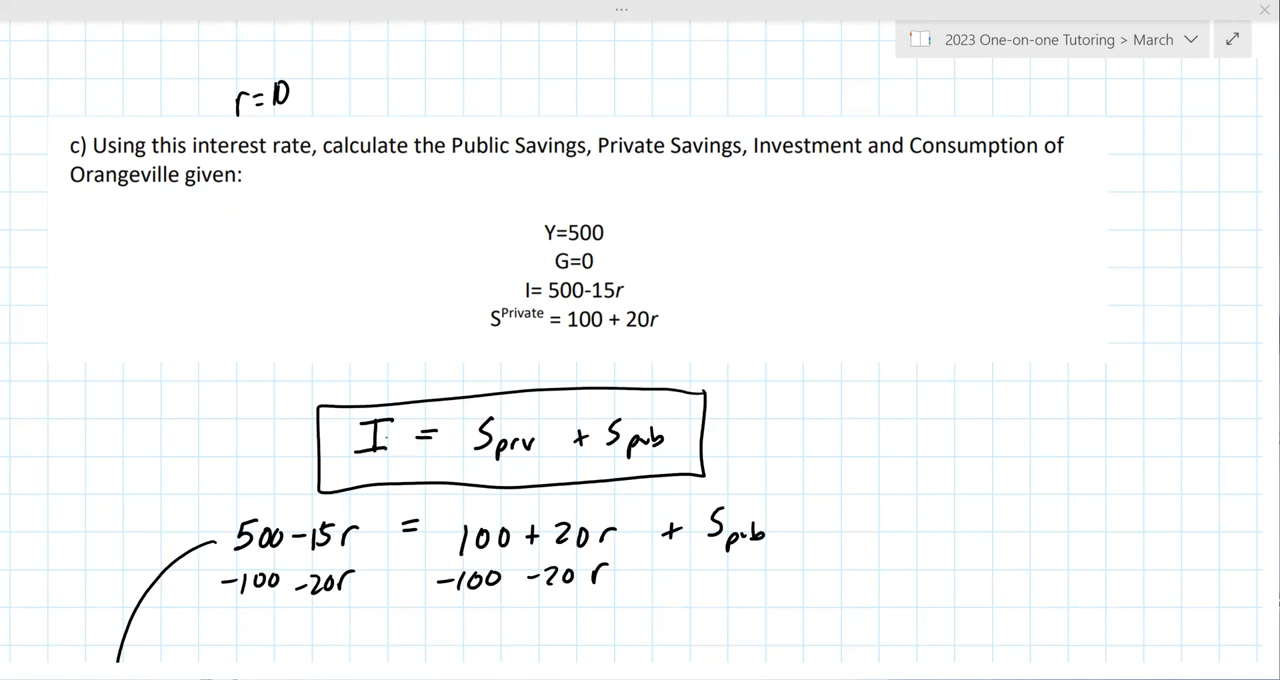 2023 One-on-one Tutoring > March
r=10
c) Using this interest rate, calculate the Public Savings, Private Savings, Investment and Consumption of
Orangeville given:
Y=500
G=0
I= 500-15r
S^Private = 100 + 20r
I = Sprv + Spub
500-15r = 100+20r + Spub
-100 -20r -100 -20r